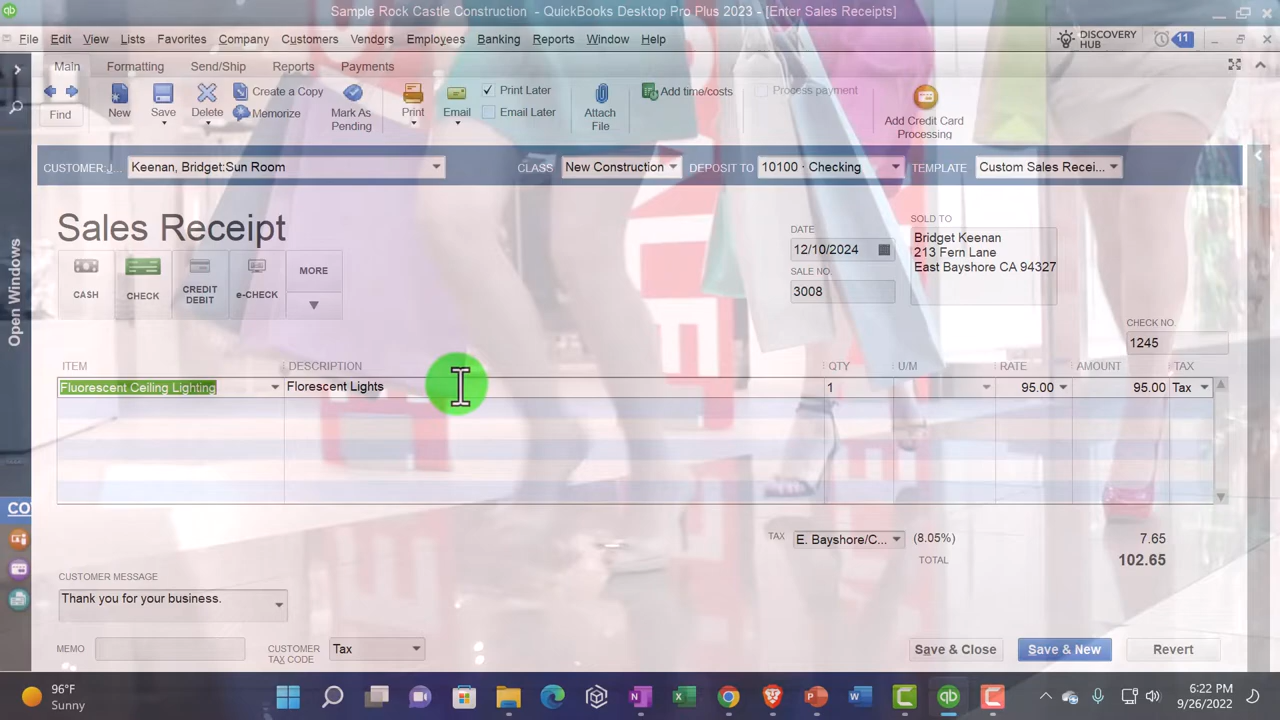 Sample Rock Castle Construction - QuickBooks Desktop Pro Plus 2023 - [Enter Sales Receipts]
File Edit View Lists Favorites Company Customers Vendors Employees Banking Reports Window Help
DISCOVERY HUB 11
Main Formatting Send/Ship Reports Payments
Find New Save Delete Create a Copy Memorize Mark As Pending Print Email Print Later Email Later Attach File Add time/costs Process payment Add Credit Card Processing
CUSTOMER:J... Keenan, Bridget:Sun Room CLASS New Construction DEPOSIT TO 10100 · Checking TEMPLATE Custom Sales Recei...
Open Windows
Sales Receipt
CASH CHECK CREDIT DEBIT e-CHECK MORE
DATE
12/10/2024
SALE NO.
3008
SOLD TO
Bridget Keenan
213 Fern Lane
East Bayshore CA 94327
CHECK NO.
1245
ITEM DESCRIPTION QTY U/M RATE AMOUNT TAX
Fluorescent Ceiling Lighting Florescent Lights 1 95.00 95.00 Tax
TAX E. Bayshore/C... (8.05%) 7.65
TOTAL 102.65
CO
CUSTOMER MESSAGE
Thank you for your business.
MEMO CUSTOMER TAX CODE Tax
Save & Close Save & New Revert
96°F
Sunny
6:22 PM
9/26/2022